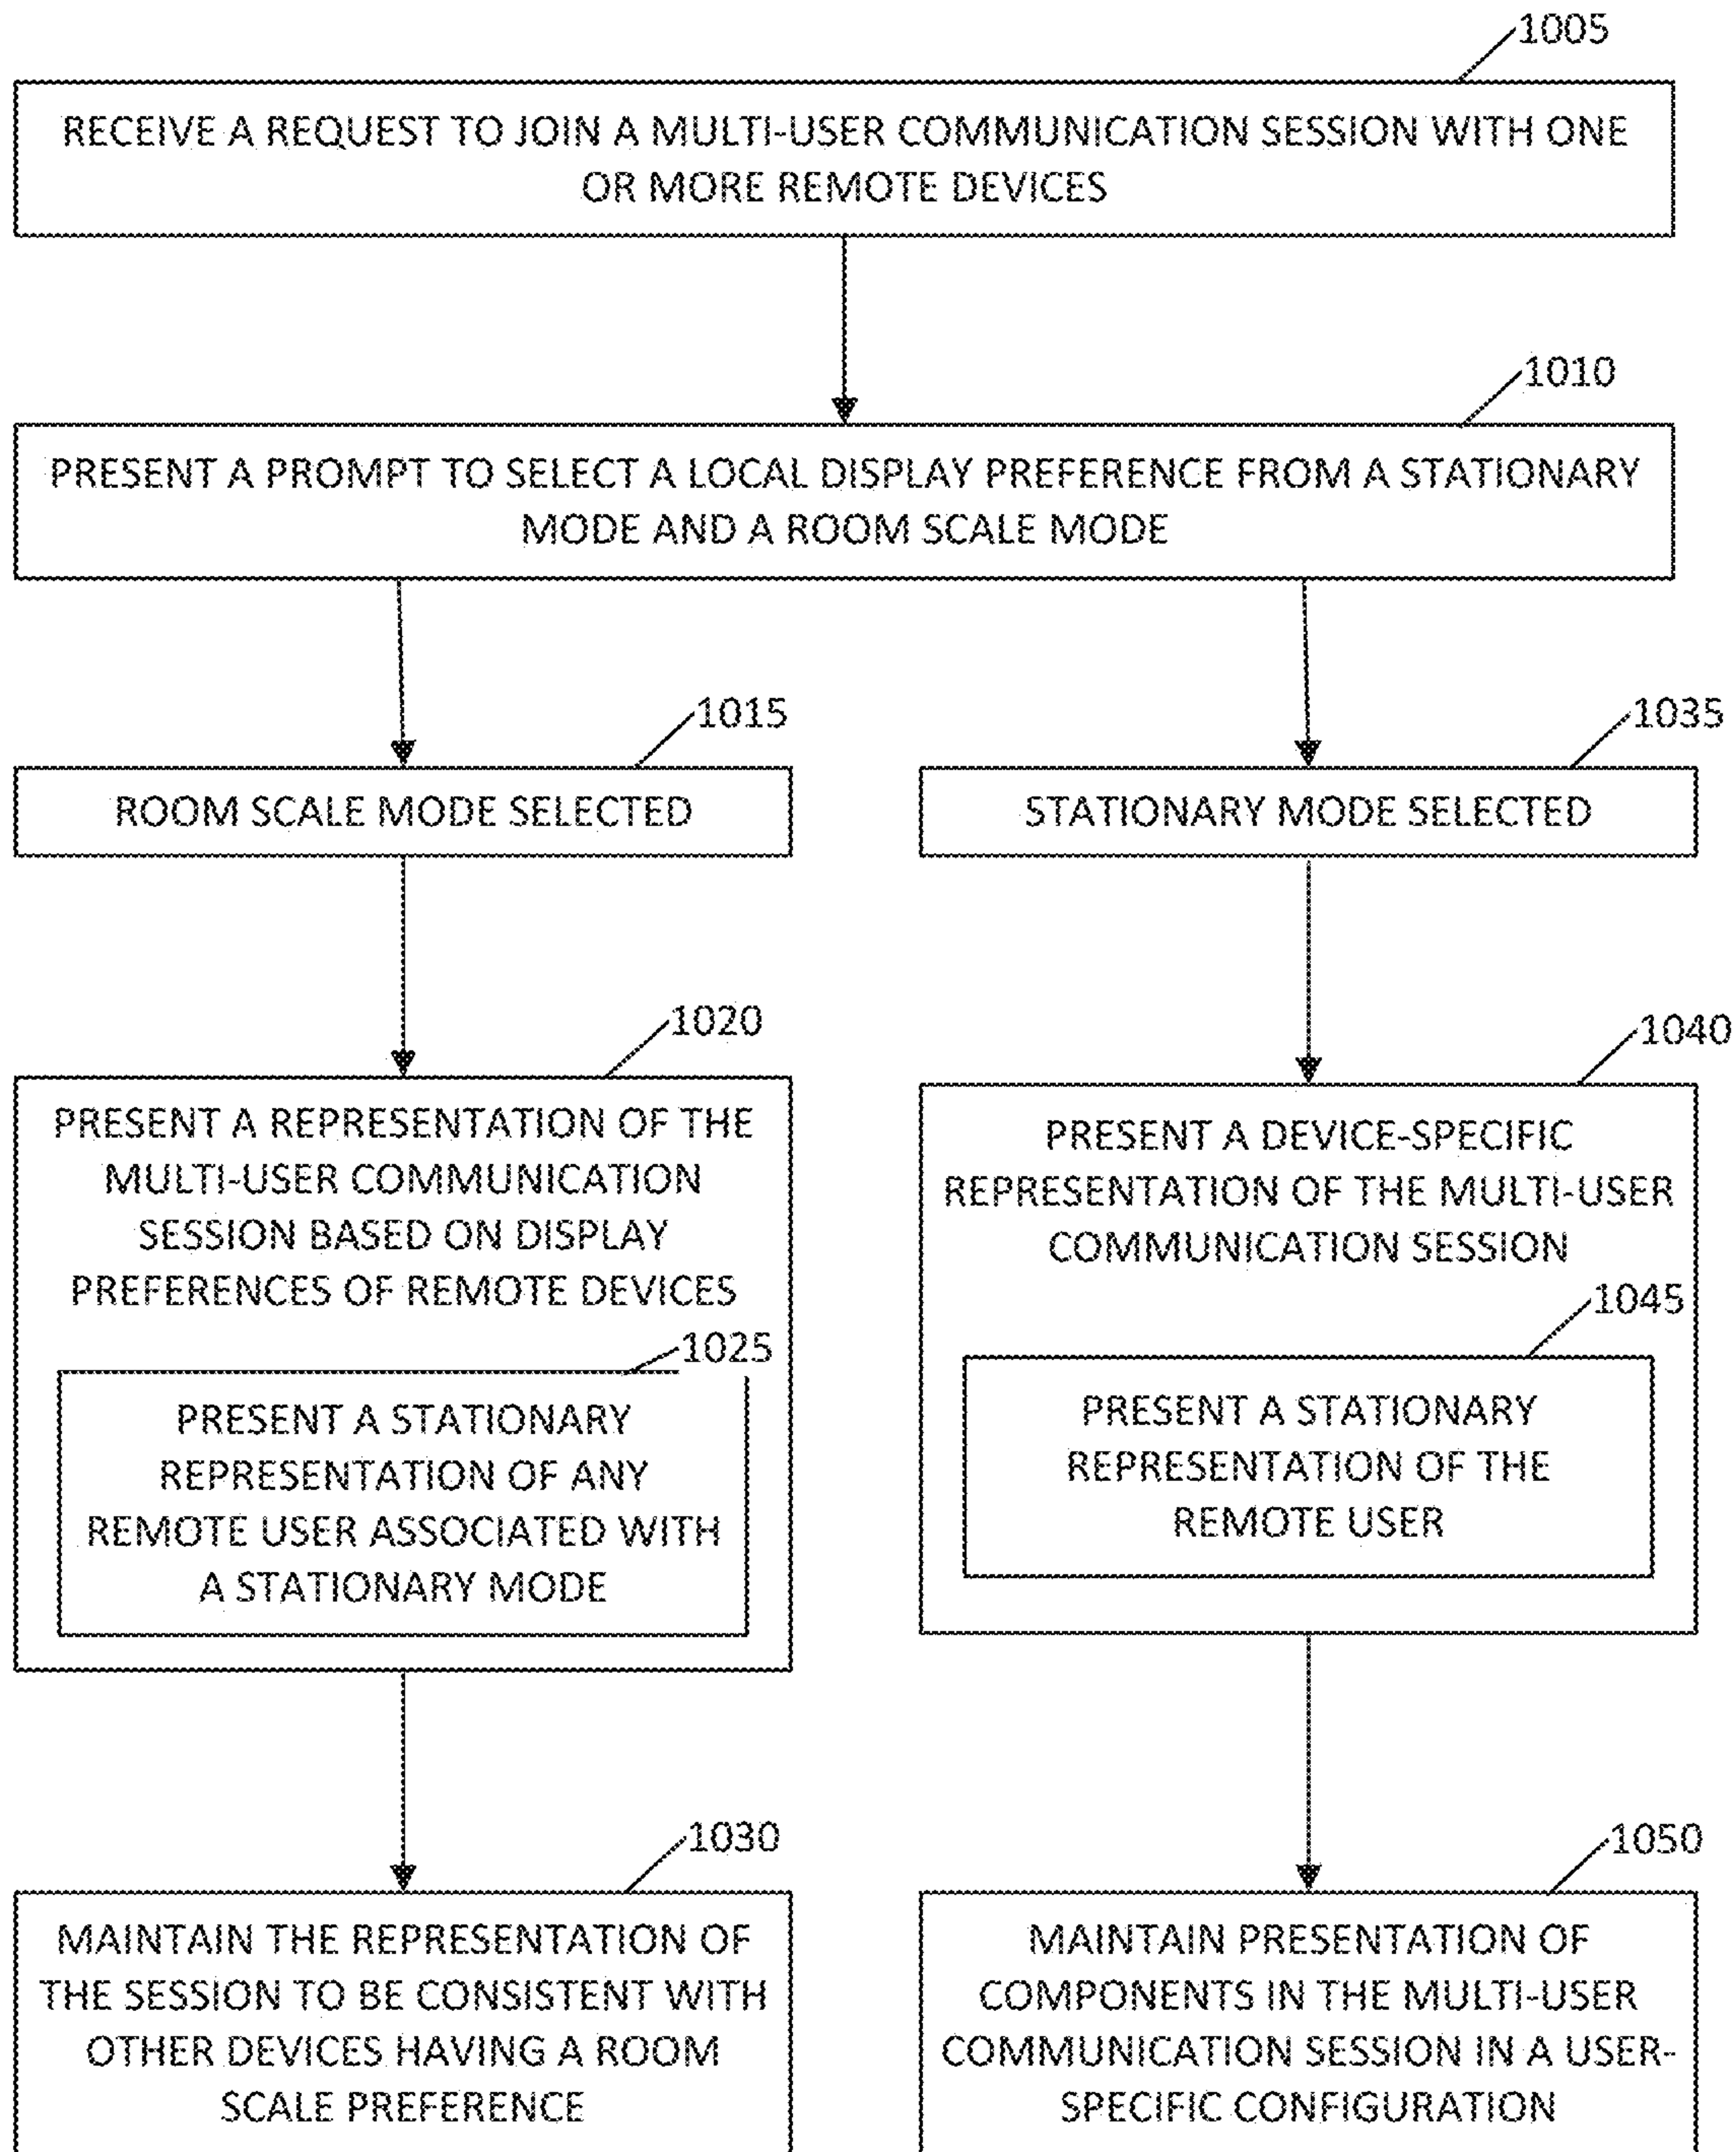 1005
RECEIVE A REQUEST TO JOIN A MULTI-USER COMMUNICATION SESSION WITH ONE
OR MORE REMOTE DEVICES
1010
PRESENT A PROMPT TO SELECT A LOCAL DISPLAY PREFERENCE FROM A STATIONARY
MODE AND A ROOM SCALE MODE
1015
ROOM SCALE MODE SELECTED
1020
PRESENT A REPRESENTATION OF THE
MULTI-USER COMMUNICATION
SESSION BASED ON DISPLAY
PREFERENCES OF REMOTE DEVICES
1025
PRESENT A STATIONARY
REPRESENTATION OF ANY
REMOTE USER ASSOCIATED WITH
A STATIONARY MODE
1030
MAINTAIN THE REPRESENTATION OF
THE SESSION TO BE CONSISTENT WITH
OTHER DEVICES HAVING A ROOM
SCALE PREFERENCE
1035
STATIONARY MODE SELECTED
1040
PRESENT A DEVICE-SPECIFIC
REPRESENTATION OF THE MULTI-USER
COMMUNICATION SESSION
1045
PRESENT A STATIONARY
REPRESENTATION OF THE
REMOTE USER
1050
MAINTAIN PRESENTATION OF
COMPONENTS IN THE MULTI-USER
COMMUNICATION SESSION IN A USER-
SPECIFIC CONFIGURATION